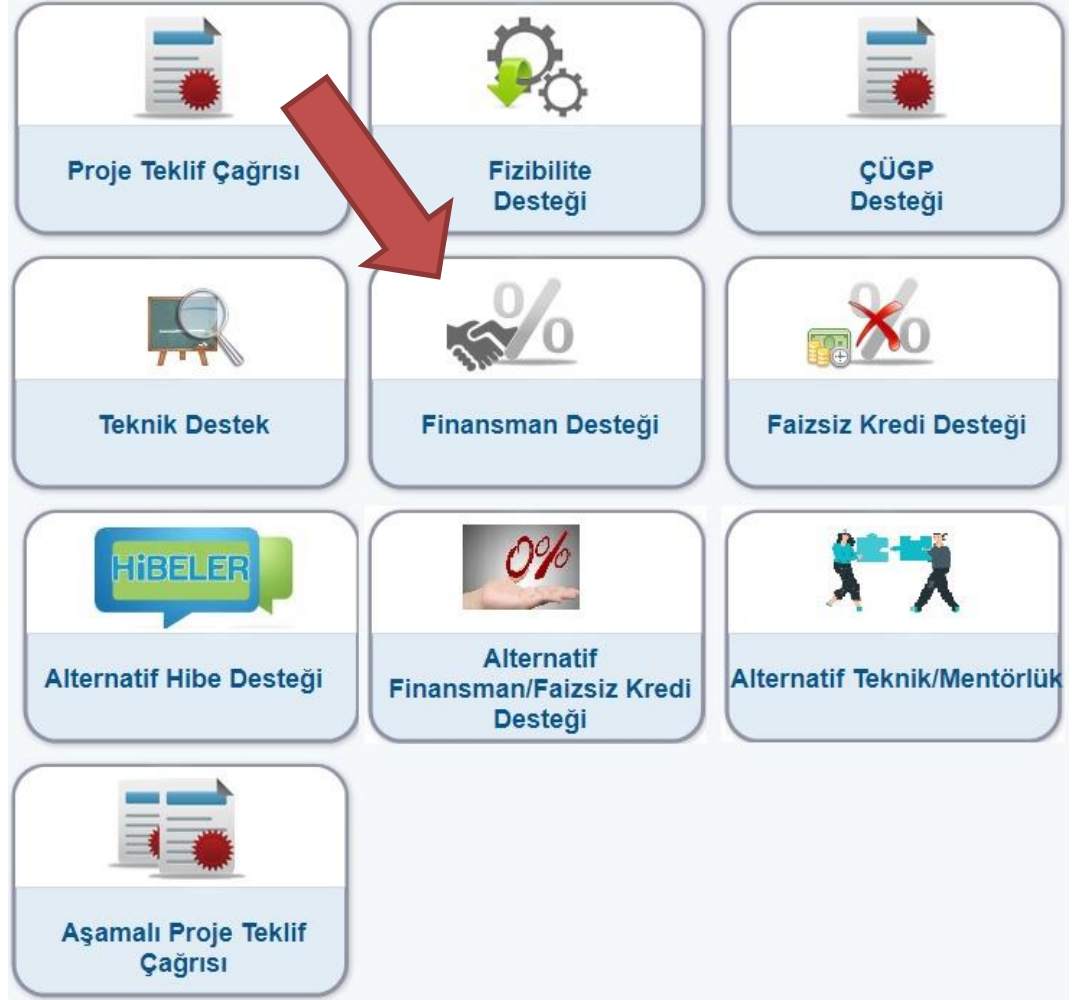 Proje Teklif Çağrısı
Fizibilite
Desteği
ÇÜGP
Desteği
%
%
Teknik Destek
Finansman Desteği
Faizsiz Kredi Desteği
HiBELER
0%
Alternatif Hibe Desteği
Alternatif
Finansman/Faizsiz Kredi
Desteği
Alternatif Teknik/Mentörlük
Aşamalı Proje Teklif
Çağrısı